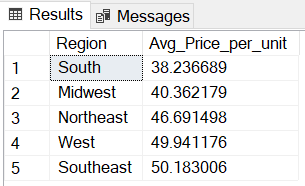 Results Messages
Region Avg_Price_per_unit
1 South 38.236689
2 Midwest 40.362179
3 Northeast 46.691498
4 West 49.941176
5 Southeast 50.183006